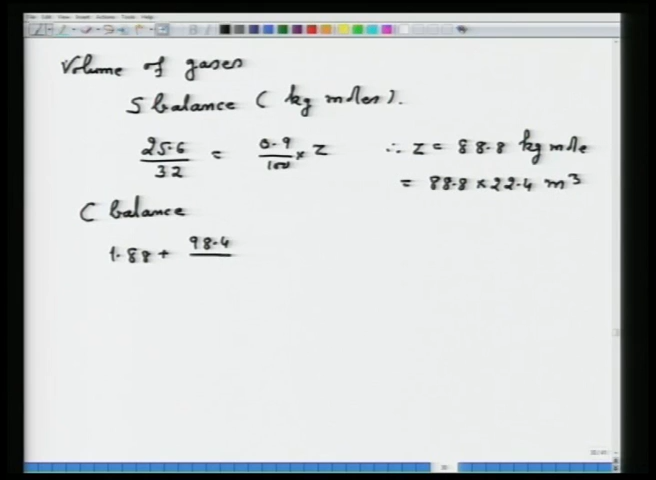 Volume of gases
S balance (kg moles).
25.6/32 = 0.9/100 × Z ∴ Z = 88.8 kg mole
= 88.8 × 22.4 m³
C balance
1.88 + 98.4